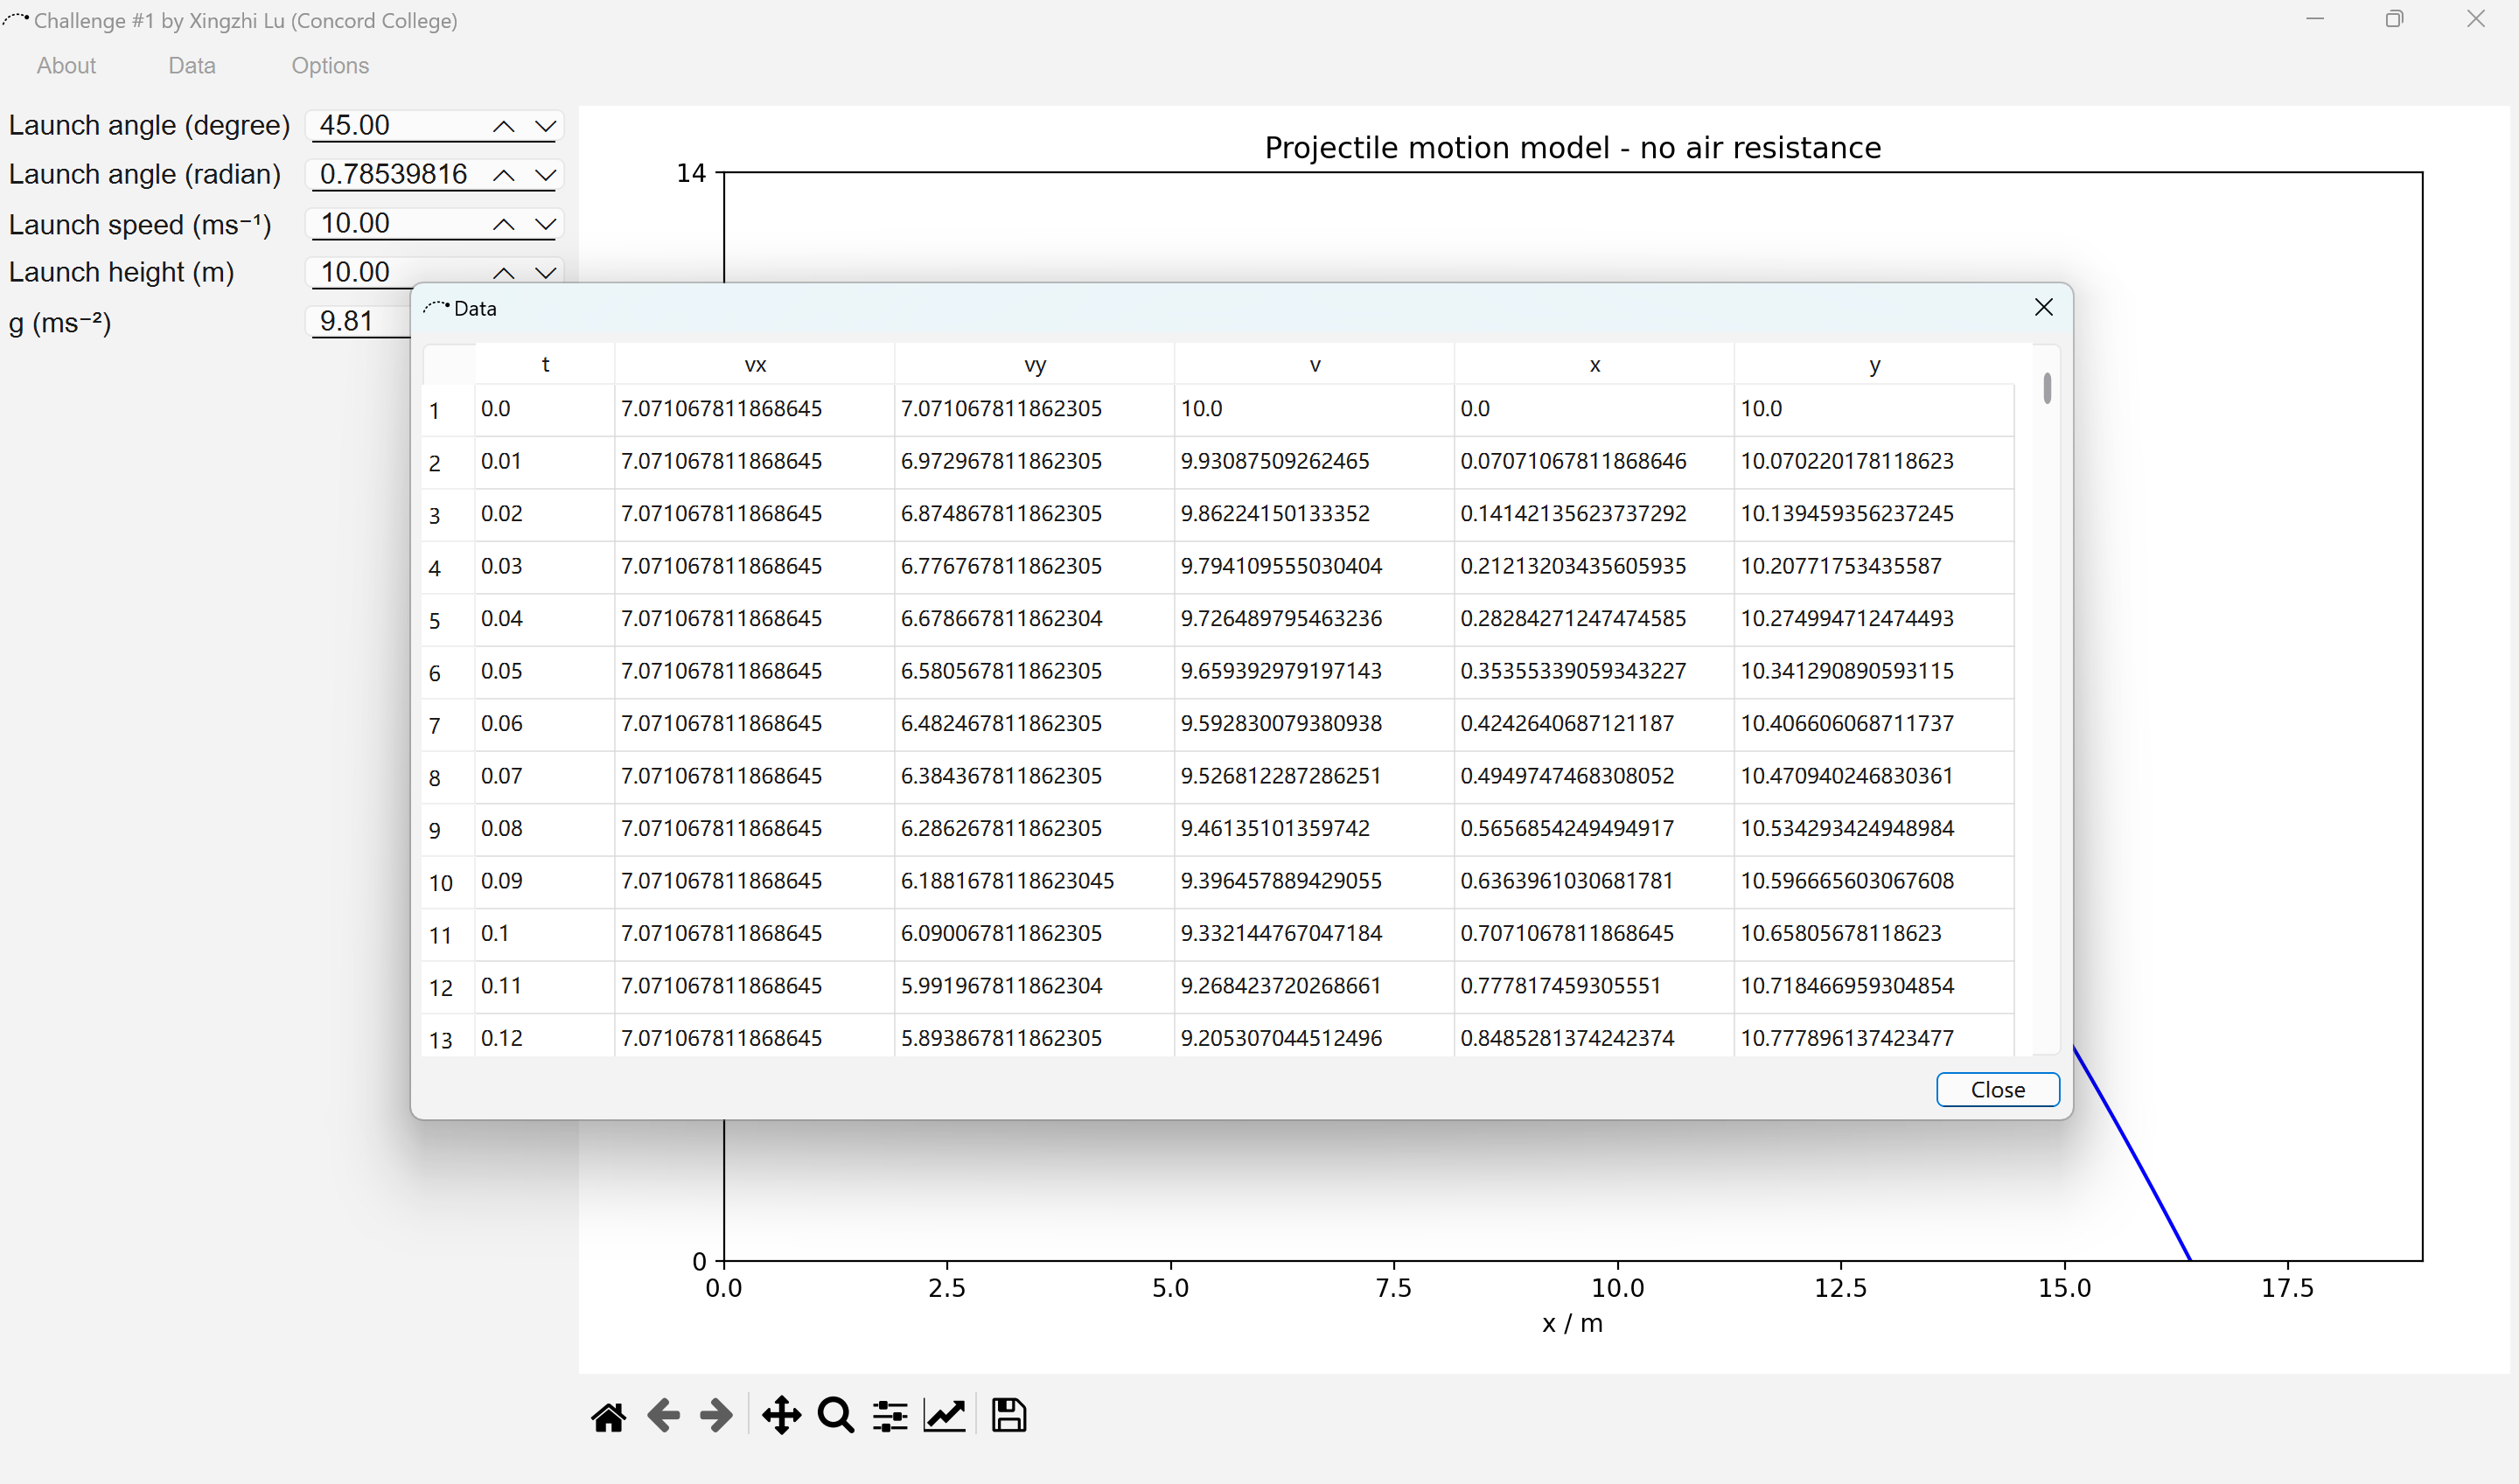 Challenge #1 by Xingzhi Lu (Concord College)
About Data Options
Launch angle (degree) 45.00
Launch angle (radian) 0.78539816
Launch speed (ms⁻¹) 10.00
Launch height (m) 10.00
g (ms⁻²) 9.81
Projectile motion model - no air resistance
14
Data
t vx vy v x y
1 0.0 7.071067811868645 7.071067811862305 10.0 0.0 10.0
2 0.01 7.071067811868645 6.972967811862305 9.93087509262465 0.07071067811868646 10.070220178118623
3 0.02 7.071067811868645 6.874867811862305 9.86224150133352 0.14142135623737292 10.139459356237245
4 0.03 7.071067811868645 6.776767811862305 9.794109555030404 0.21213203435605935 10.20771753435587
5 0.04 7.071067811868645 6.678667811862304 9.726489795463236 0.28284271247474585 10.274994712474493
6 0.05 7.071067811868645 6.580567811862305 9.659392979197143 0.35355339059343227 10.341290890593115
7 0.06 7.071067811868645 6.482467811862305 9.592830079380938 0.4242640687121187 10.406606068711737
8 0.07 7.071067811868645 6.384367811862305 9.526812287286251 0.4949747468308052 10.470940246830361
9 0.08 7.071067811868645 6.286267811862305 9.46135101359742 0.5656854249494917 10.534293424948984
10 0.09 7.071067811868645 6.1881678118623045 9.396457889429055 0.6363961030681781 10.596665603067608
11 0.1 7.071067811868645 6.090067811862305 9.332144767047184 0.7071067811868645 10.65805678118623
12 0.11 7.071067811868645 5.991967811862304 9.268423720268661 0.777817459305551 10.718466959304854
13 0.12 7.071067811868645 5.893867811862305 9.205307044512496 0.8485281374242374 10.777896137423477
Close
0
0.0 2.5 5.0 7.5 10.0 12.5 15.0 17.5
x / m